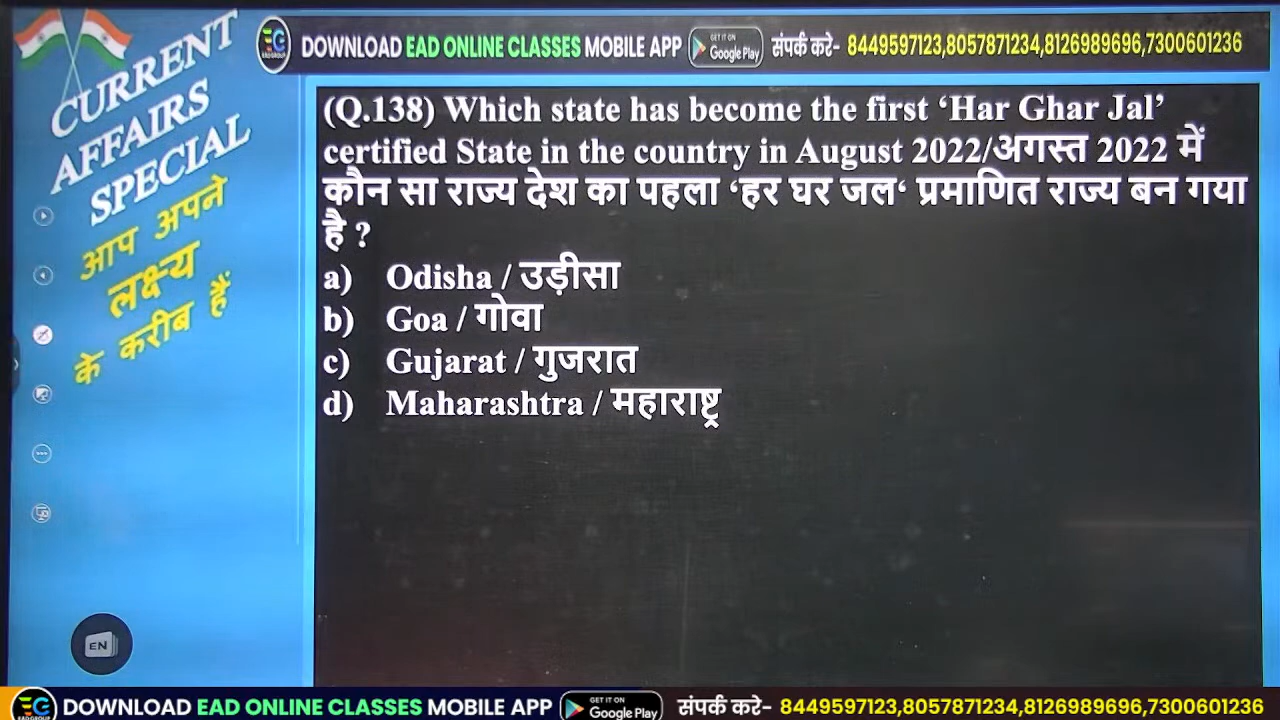 DOWNLOAD EAD ONLINE CLASSES MOBILE APP GET IT ON Google Play संपर्क करे- 8449597123,8057871234,8126989696,7300601236
CURRENT
AFFAIRS
SPECIAL
आप अपने
लक्ष्य
के करीब हैं
(Q.138) Which state has become the first ‘Har Ghar Jal’
certified State in the country in August 2022/अगस्त 2022 में
कौन सा राज्य देश का पहला ‘हर घर जल‘ प्रमाणित राज्य बन गया
है ?
a) Odisha / उड़ीसा
b) Goa / गोवा
c) Gujarat / गुजरात
d) Maharashtra / महाराष्ट्र
EN
DOWNLOAD EAD ONLINE CLASSES MOBILE APP GET IT ON Google Play संपर्क करे- 8449597123,8057871234,8126989696,7300601236